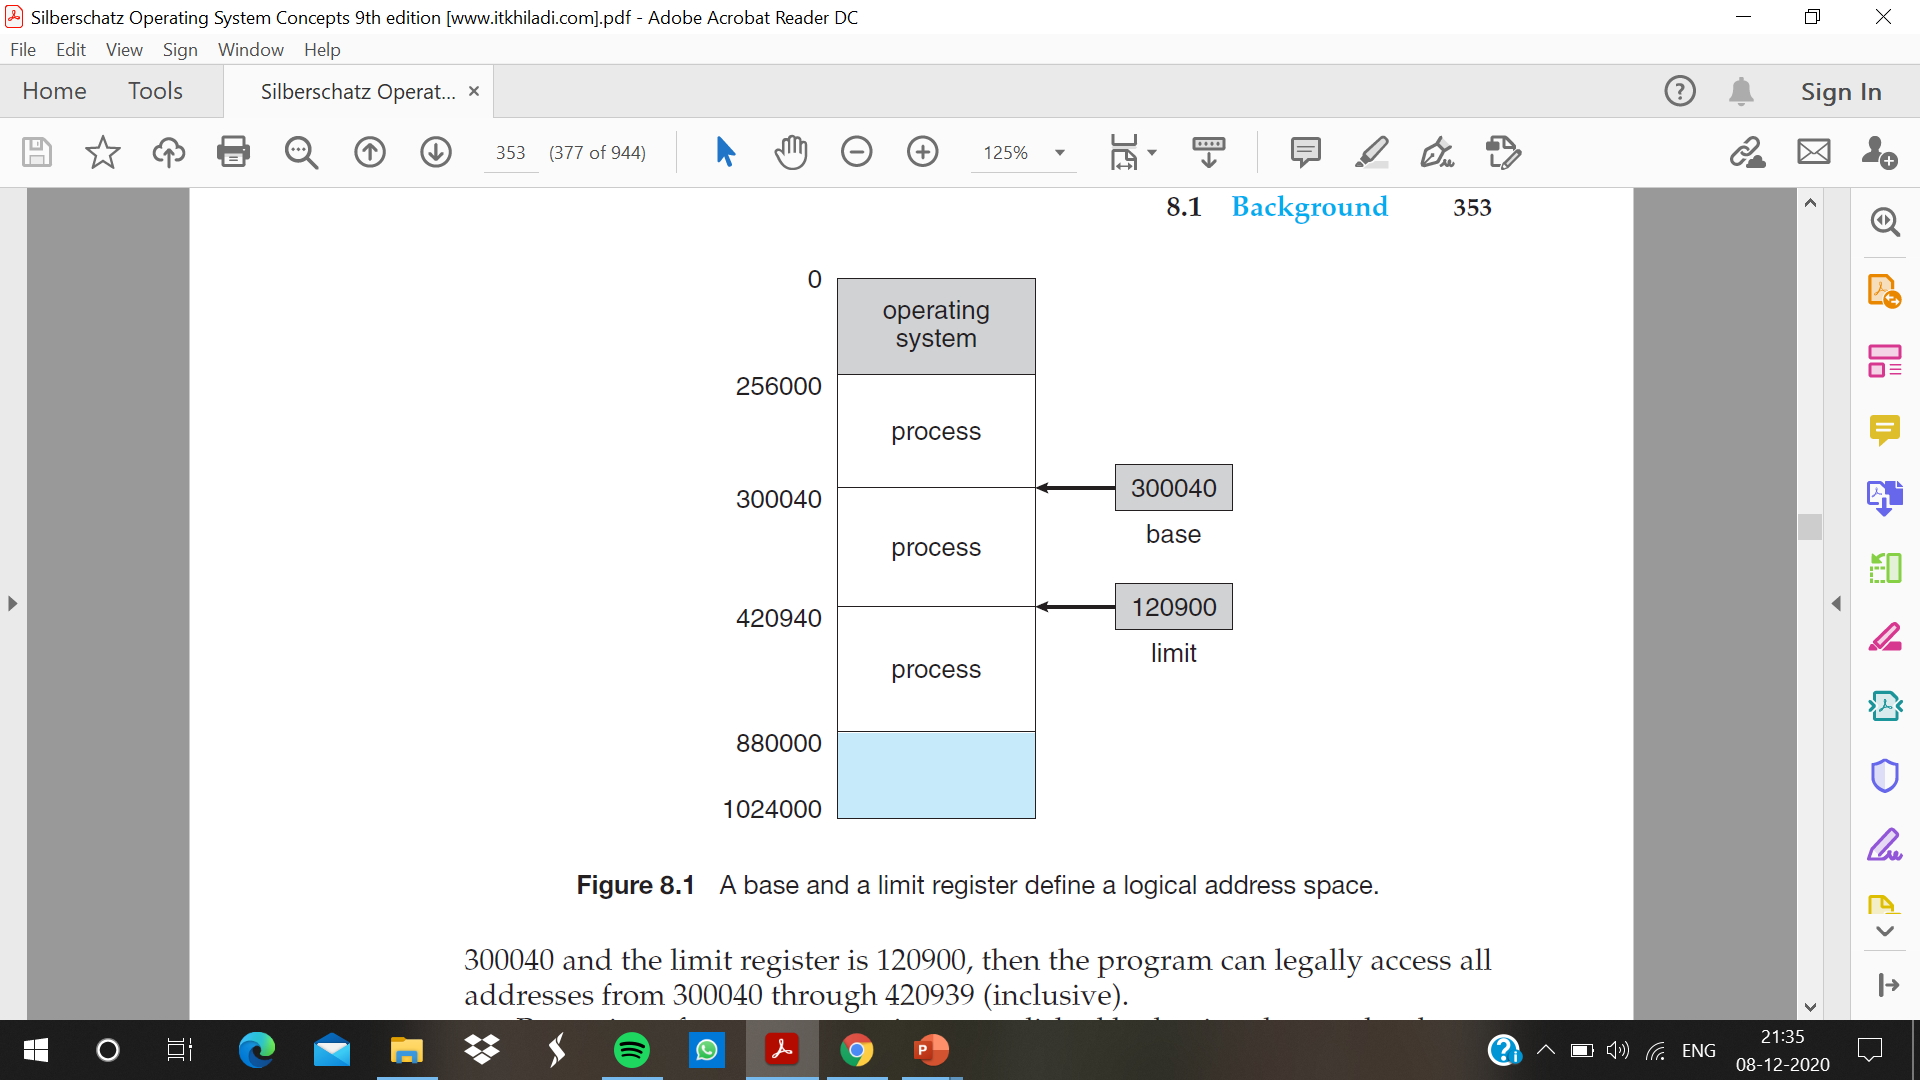 Silberschatz Operating System Concepts 9th edition [www.itkhiladi.com].pdf - Adobe Acrobat Reader DC
File Edit View Sign Window Help
Home Tools Silberschatz Operat... × Sign In
353 (377 of 944) 125%
8.1 Background 353
0
operating
system
256000
process
300040
300040
base
process
420940
120900
limit
process
880000
1024000
Figure 8.1 A base and a limit register define a logical address space.
300040 and the limit register is 120900, then the program can legally access all
addresses from 300040 through 420939 (inclusive).
ENG
21:35
08-12-2020